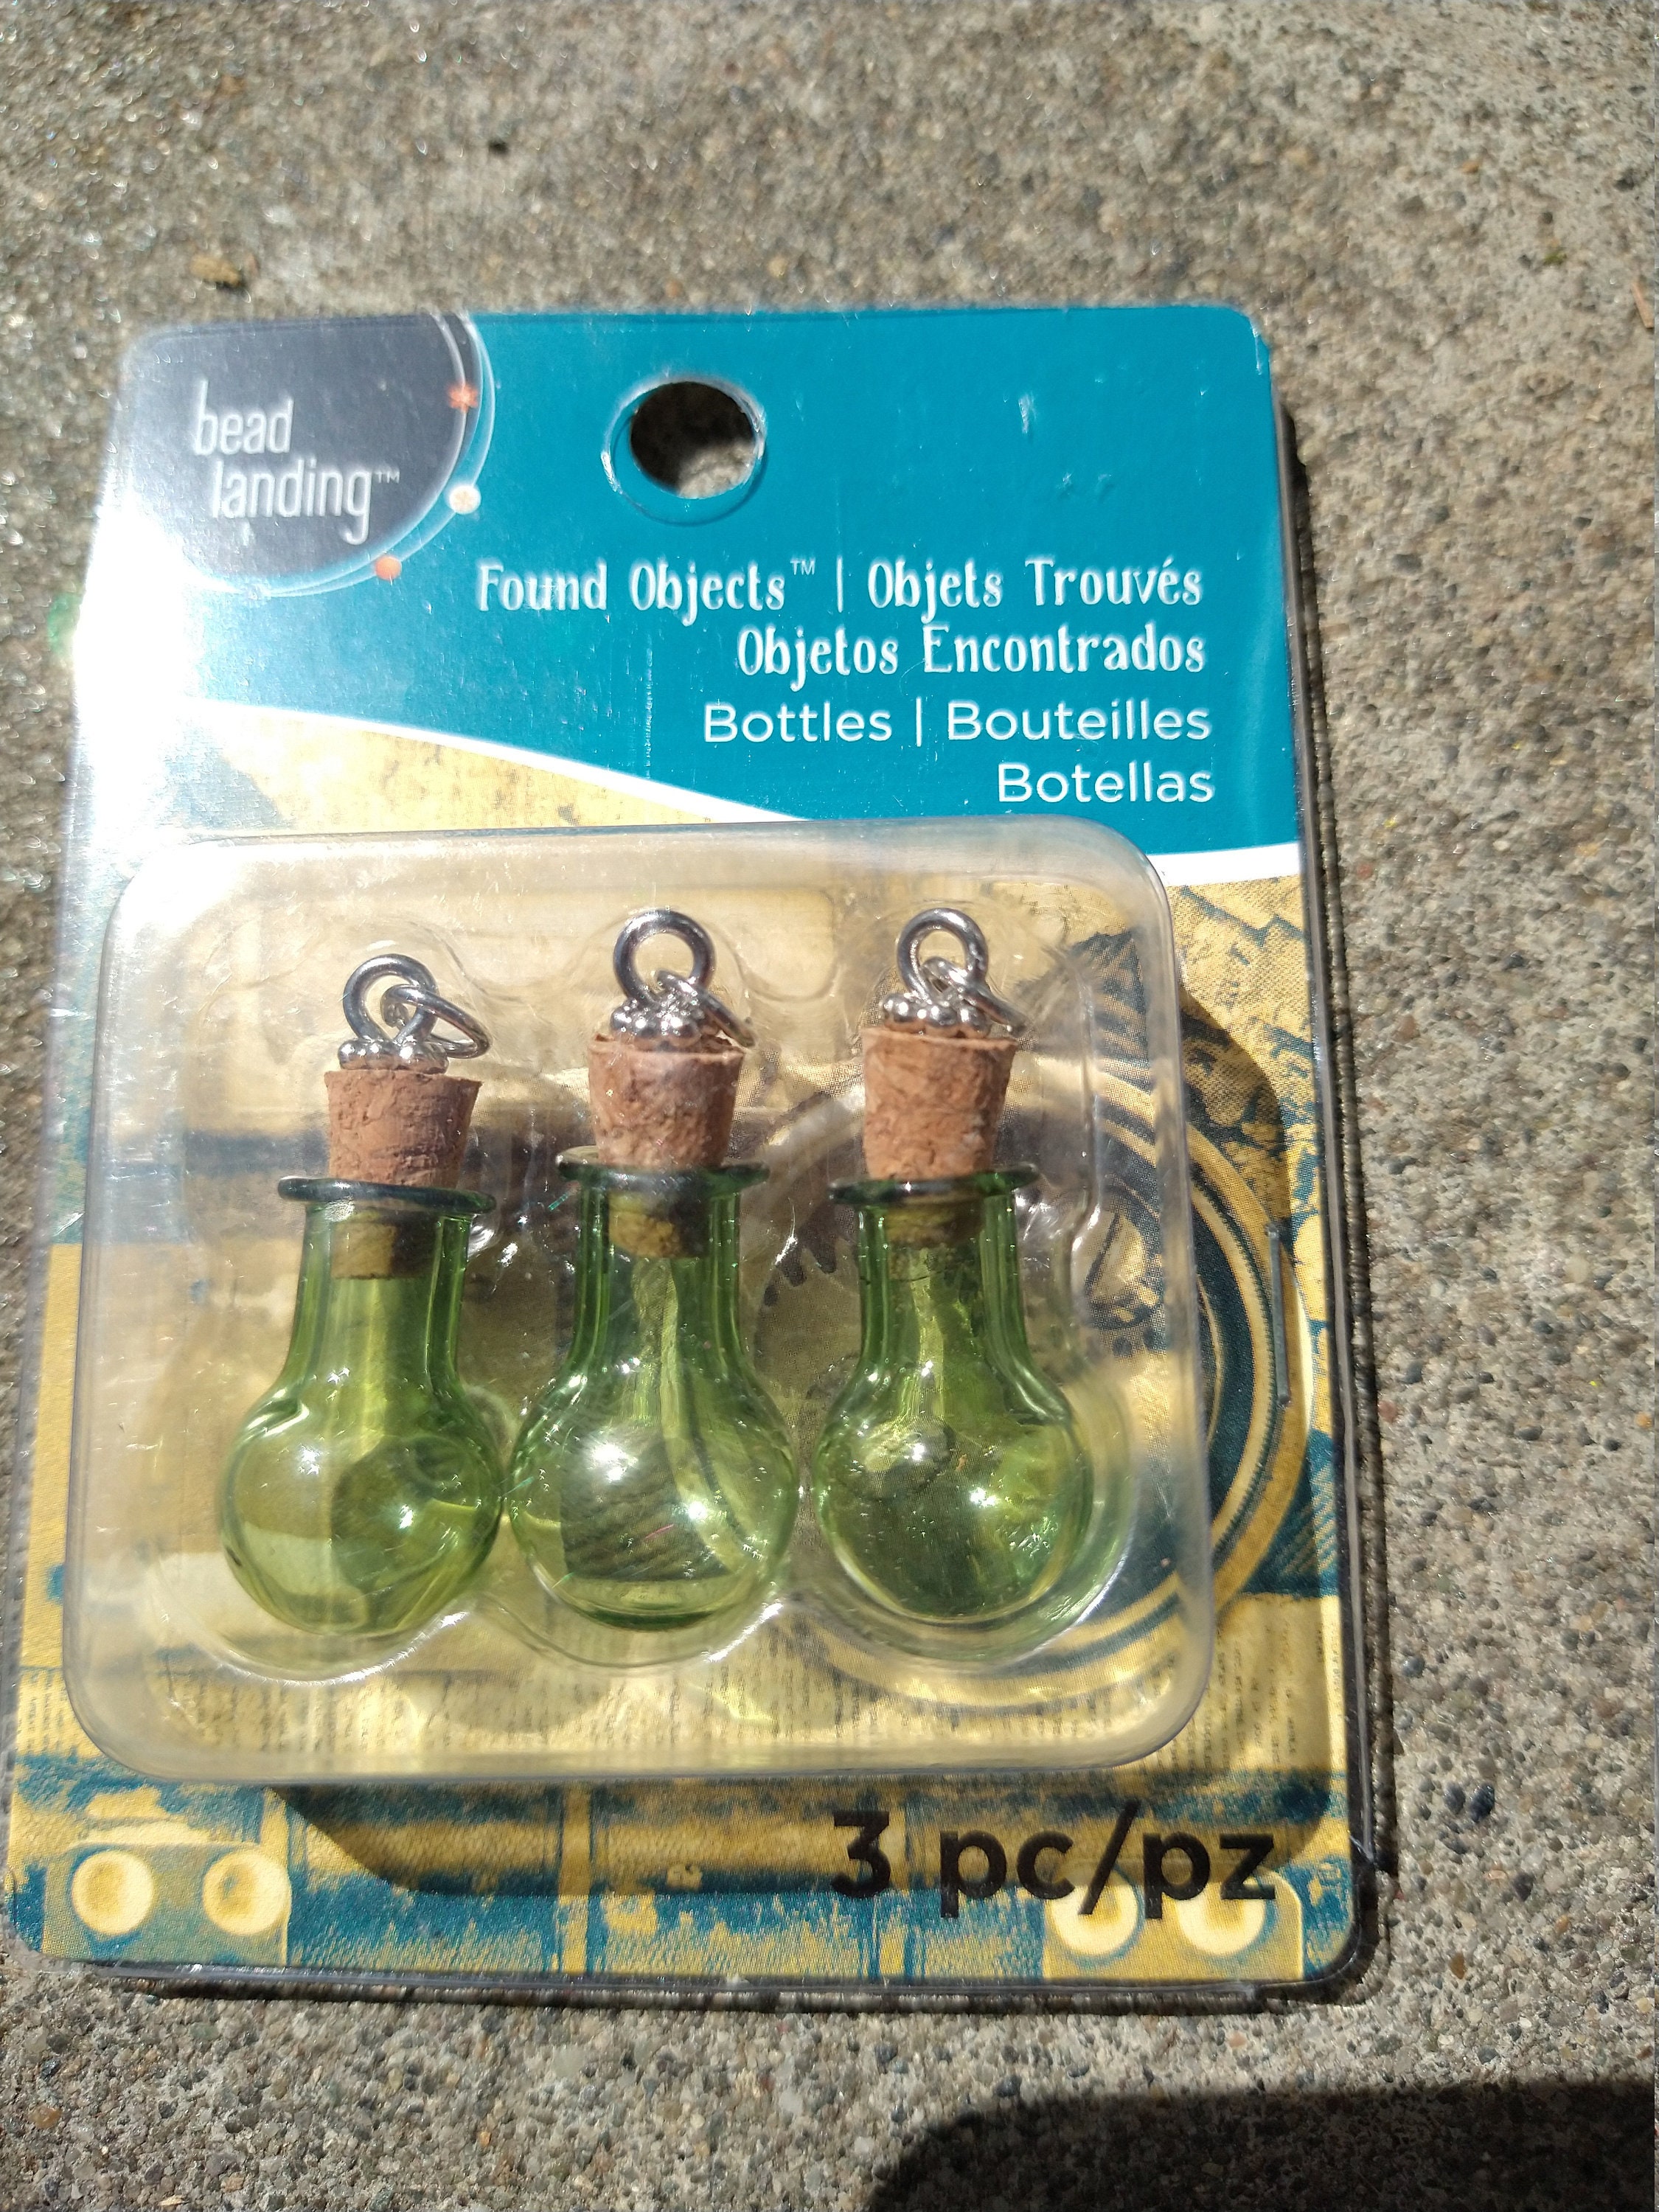 bead
landing™
Found Objects™ | Objets Trouvés
Objetos Encontrados
Bottles | Bouteilles
Botellas
3 pc/pz